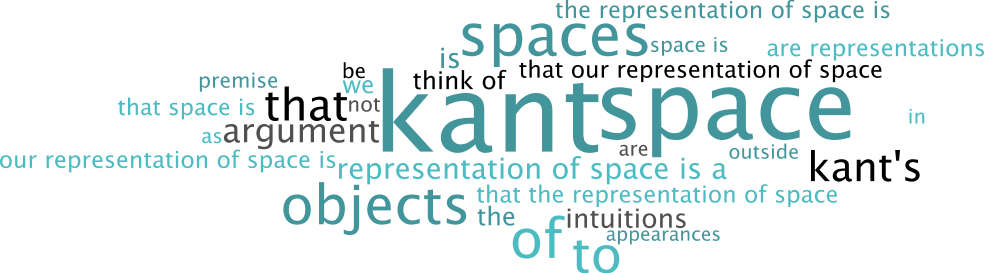 the representation of space is
spaces
space is
are representations
is
that our representation of space
be
think of
premise
we
kant
space
that space is
that
not
in
as
argument
are
outside
our representation of space is
representation of space is a
kant's
objects
that the representation of space
the
intuitions
of
appearances
to